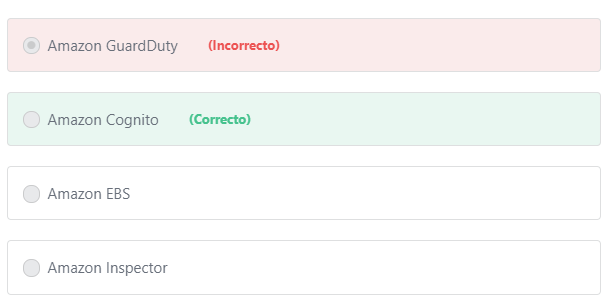 Amazon GuardDuty (Incorrecto)
Amazon Cognito (Correcto)
Amazon EBS
Amazon Inspector